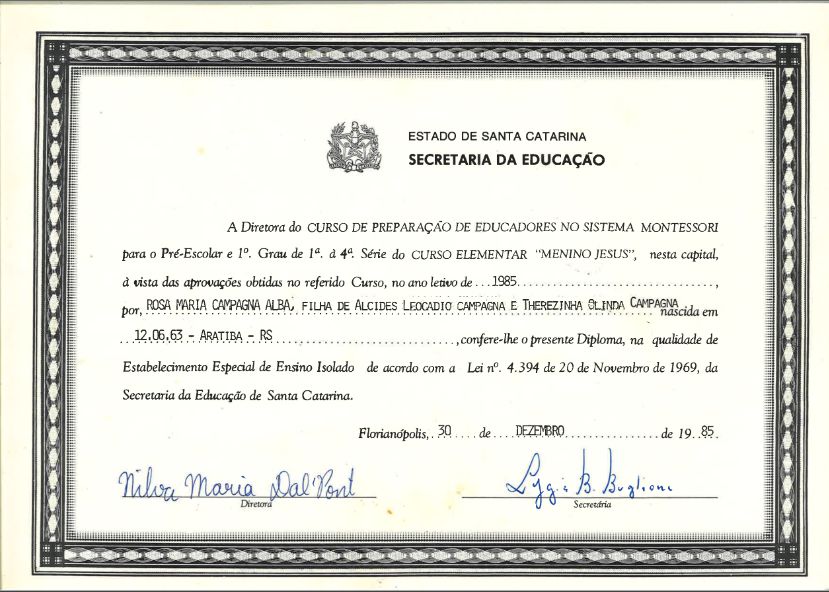 ESTADO DE SANTA CATARINA
SECRETARIA DA EDUCAÇÃO
A Diretora do CURSO DE PREPARAÇÃO DE EDUCADORES NO SISTEMA MONTESSORI
para o Pré-Escolar e 1º. Grau de 1ª. à 4ª. Série do CURSO ELEMENTAR "MENINO JESUS", nesta capital,
à vista das aprovações obtidas no referido Curso, no ano letivo de ...1985...,
por, ROSA MARIA CAMPAGNA ALBA, FILHA DE ALCIDES LEOCADIO CAMPAGNA E THEREZINHA OLINDA CAMPAGNA nascida em
12.06.63 - ARATIBA - RS ,confere-lhe o presente Diploma, na qualidade de
Estabelecimento Especial de Ensino Isolado de acordo com a Lei nº. 4.394 de 20 de Novembro de 1969, da
Secretaria da Educação de Santa Catarina.
Florianópolis, 30 de DEZEMBRO de 19 85.
Nilva Maria Dal'Pont Lygia B. Buglione
Diretora Secretária